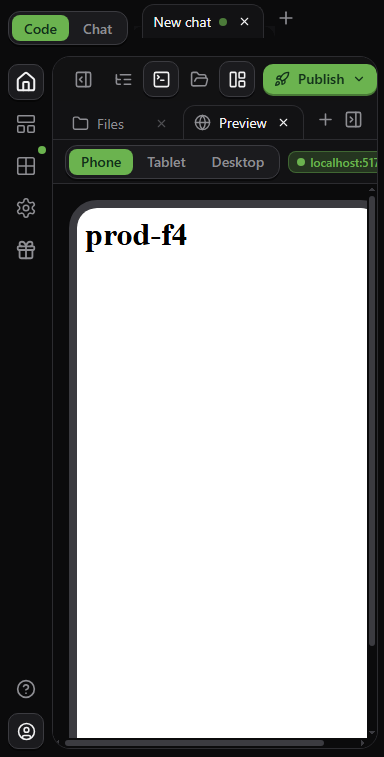 Code
Chat
New chat
Publish
Files
Preview
Phone
Tablet
Desktop
localhost:517
prod-f4